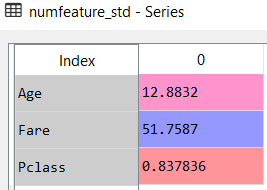 numfeature_std - Series
Index 0
Age 12.8832
Fare 51.7587
Pclass 0.837836